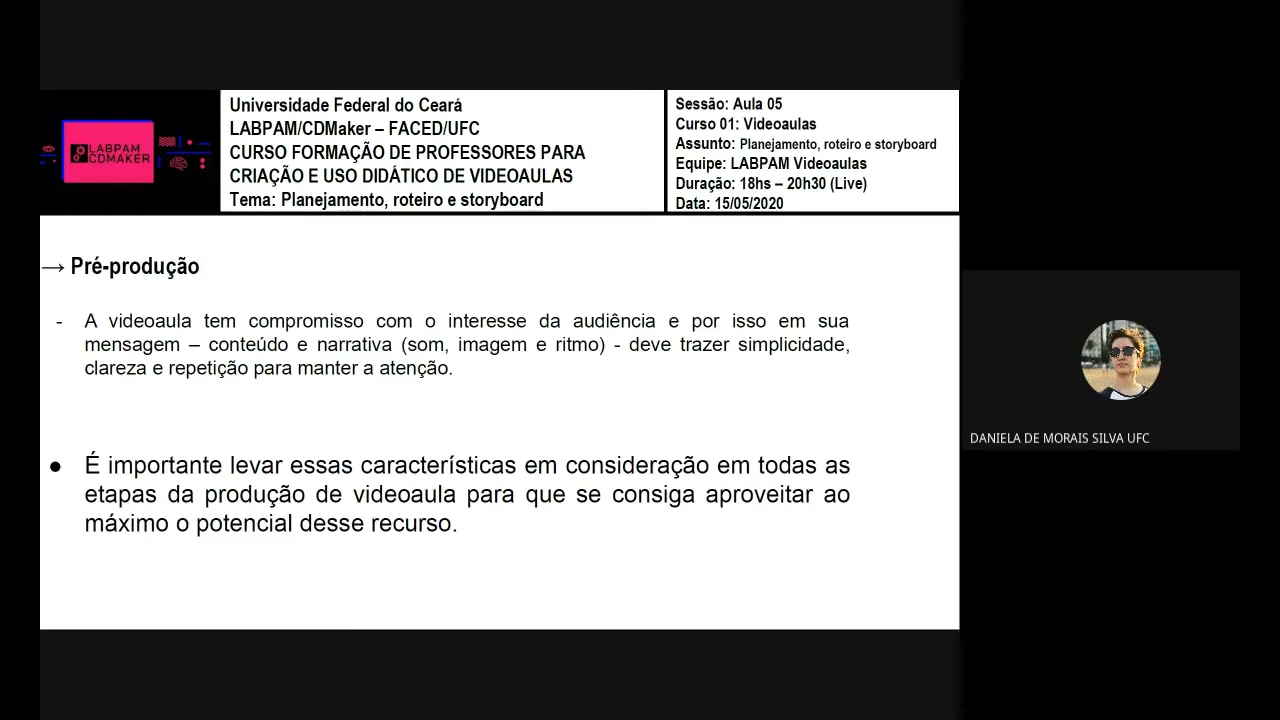 LABPAM
CDMAKER
Universidade Federal do Ceará
LABPAM/CDMaker – FACED/UFC
CURSO FORMAÇÃO DE PROFESSORES PARA
CRIAÇÃO E USO DIDÁTICO DE VIDEOAULAS
Tema: Planejamento, roteiro e storyboard
Sessão: Aula 05
Curso 01: Videoaulas
Assunto: Planejamento, roteiro e storyboard
Equipe: LABPAM Videoaulas
Duração: 18hs – 20h30 (Live)
Data: 15/05/2020
→ Pré-produção
- A videoaula tem compromisso com o interesse da audiência e por isso em sua
mensagem – conteúdo e narrativa (som, imagem e ritmo) - deve trazer simplicidade,
clareza e repetição para manter a atenção.
● É importante levar essas características em consideração em todas as
etapas da produção de videoaula para que se consiga aproveitar ao
máximo o potencial desse recurso.
DANIELA DE MORAIS SILVA UFC